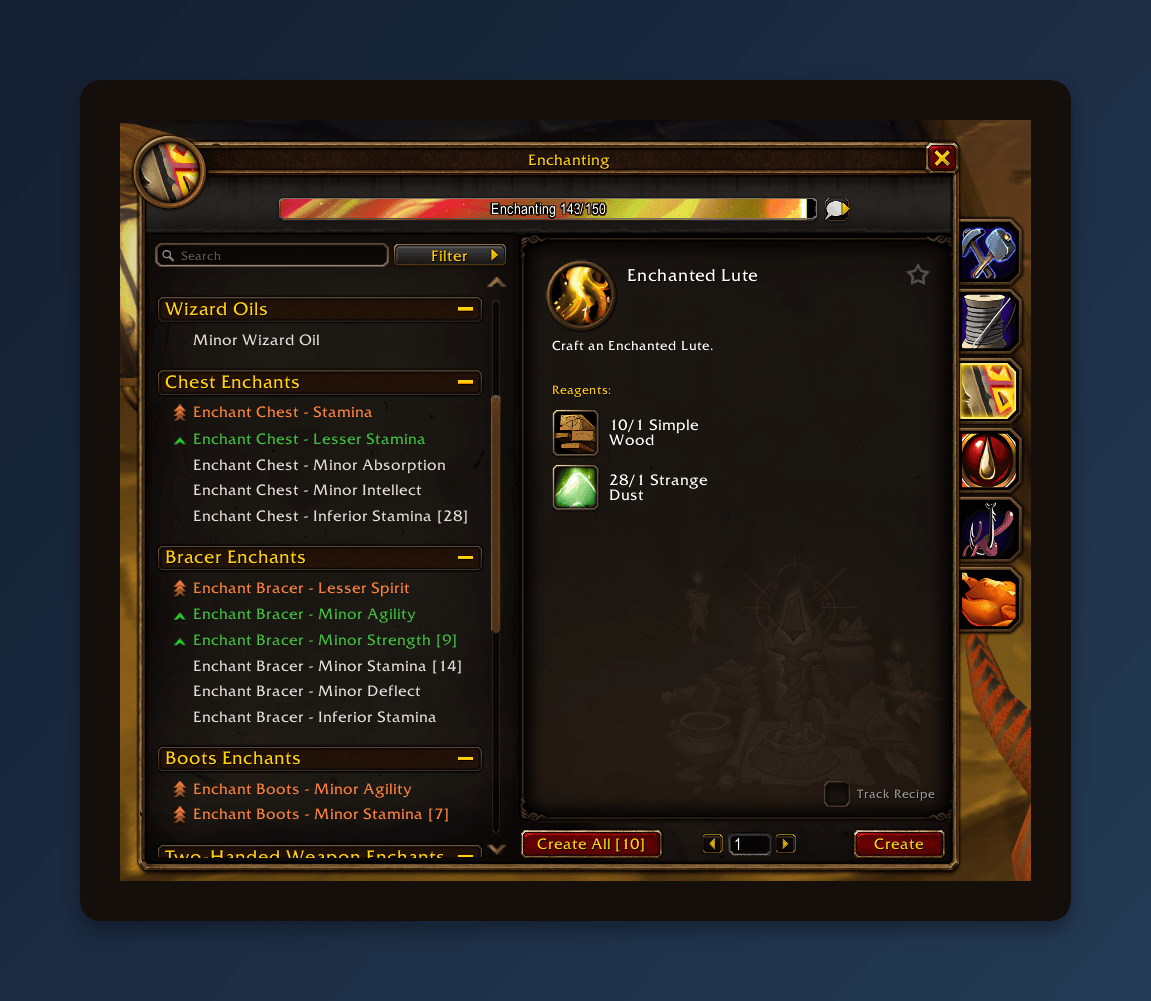 Enchanting
Enchanting 143/150
Search
Filter
Wizard Oils
Minor Wizard Oil
Chest Enchants
Enchant Chest - Stamina
Enchant Chest - Lesser Stamina
Enchant Chest - Minor Absorption
Enchant Chest - Minor Intellect
Enchant Chest - Inferior Stamina [28]
Bracer Enchants
Enchant Bracer - Lesser Spirit
Enchant Bracer - Minor Agility
Enchant Bracer - Minor Strength [9]
Enchant Bracer - Minor Stamina [14]
Enchant Bracer - Minor Deflect
Enchant Bracer - Inferior Stamina
Boots Enchants
Enchant Boots - Minor Agility
Enchant Boots - Minor Stamina [7]
Two-Handed Weapon Enchants
Enchanted Lute
Craft an Enchanted Lute.
Reagents:
10/1 Simple
Wood
28/1 Strange
Dust
Track Recipe
Create All [10]
1
Create